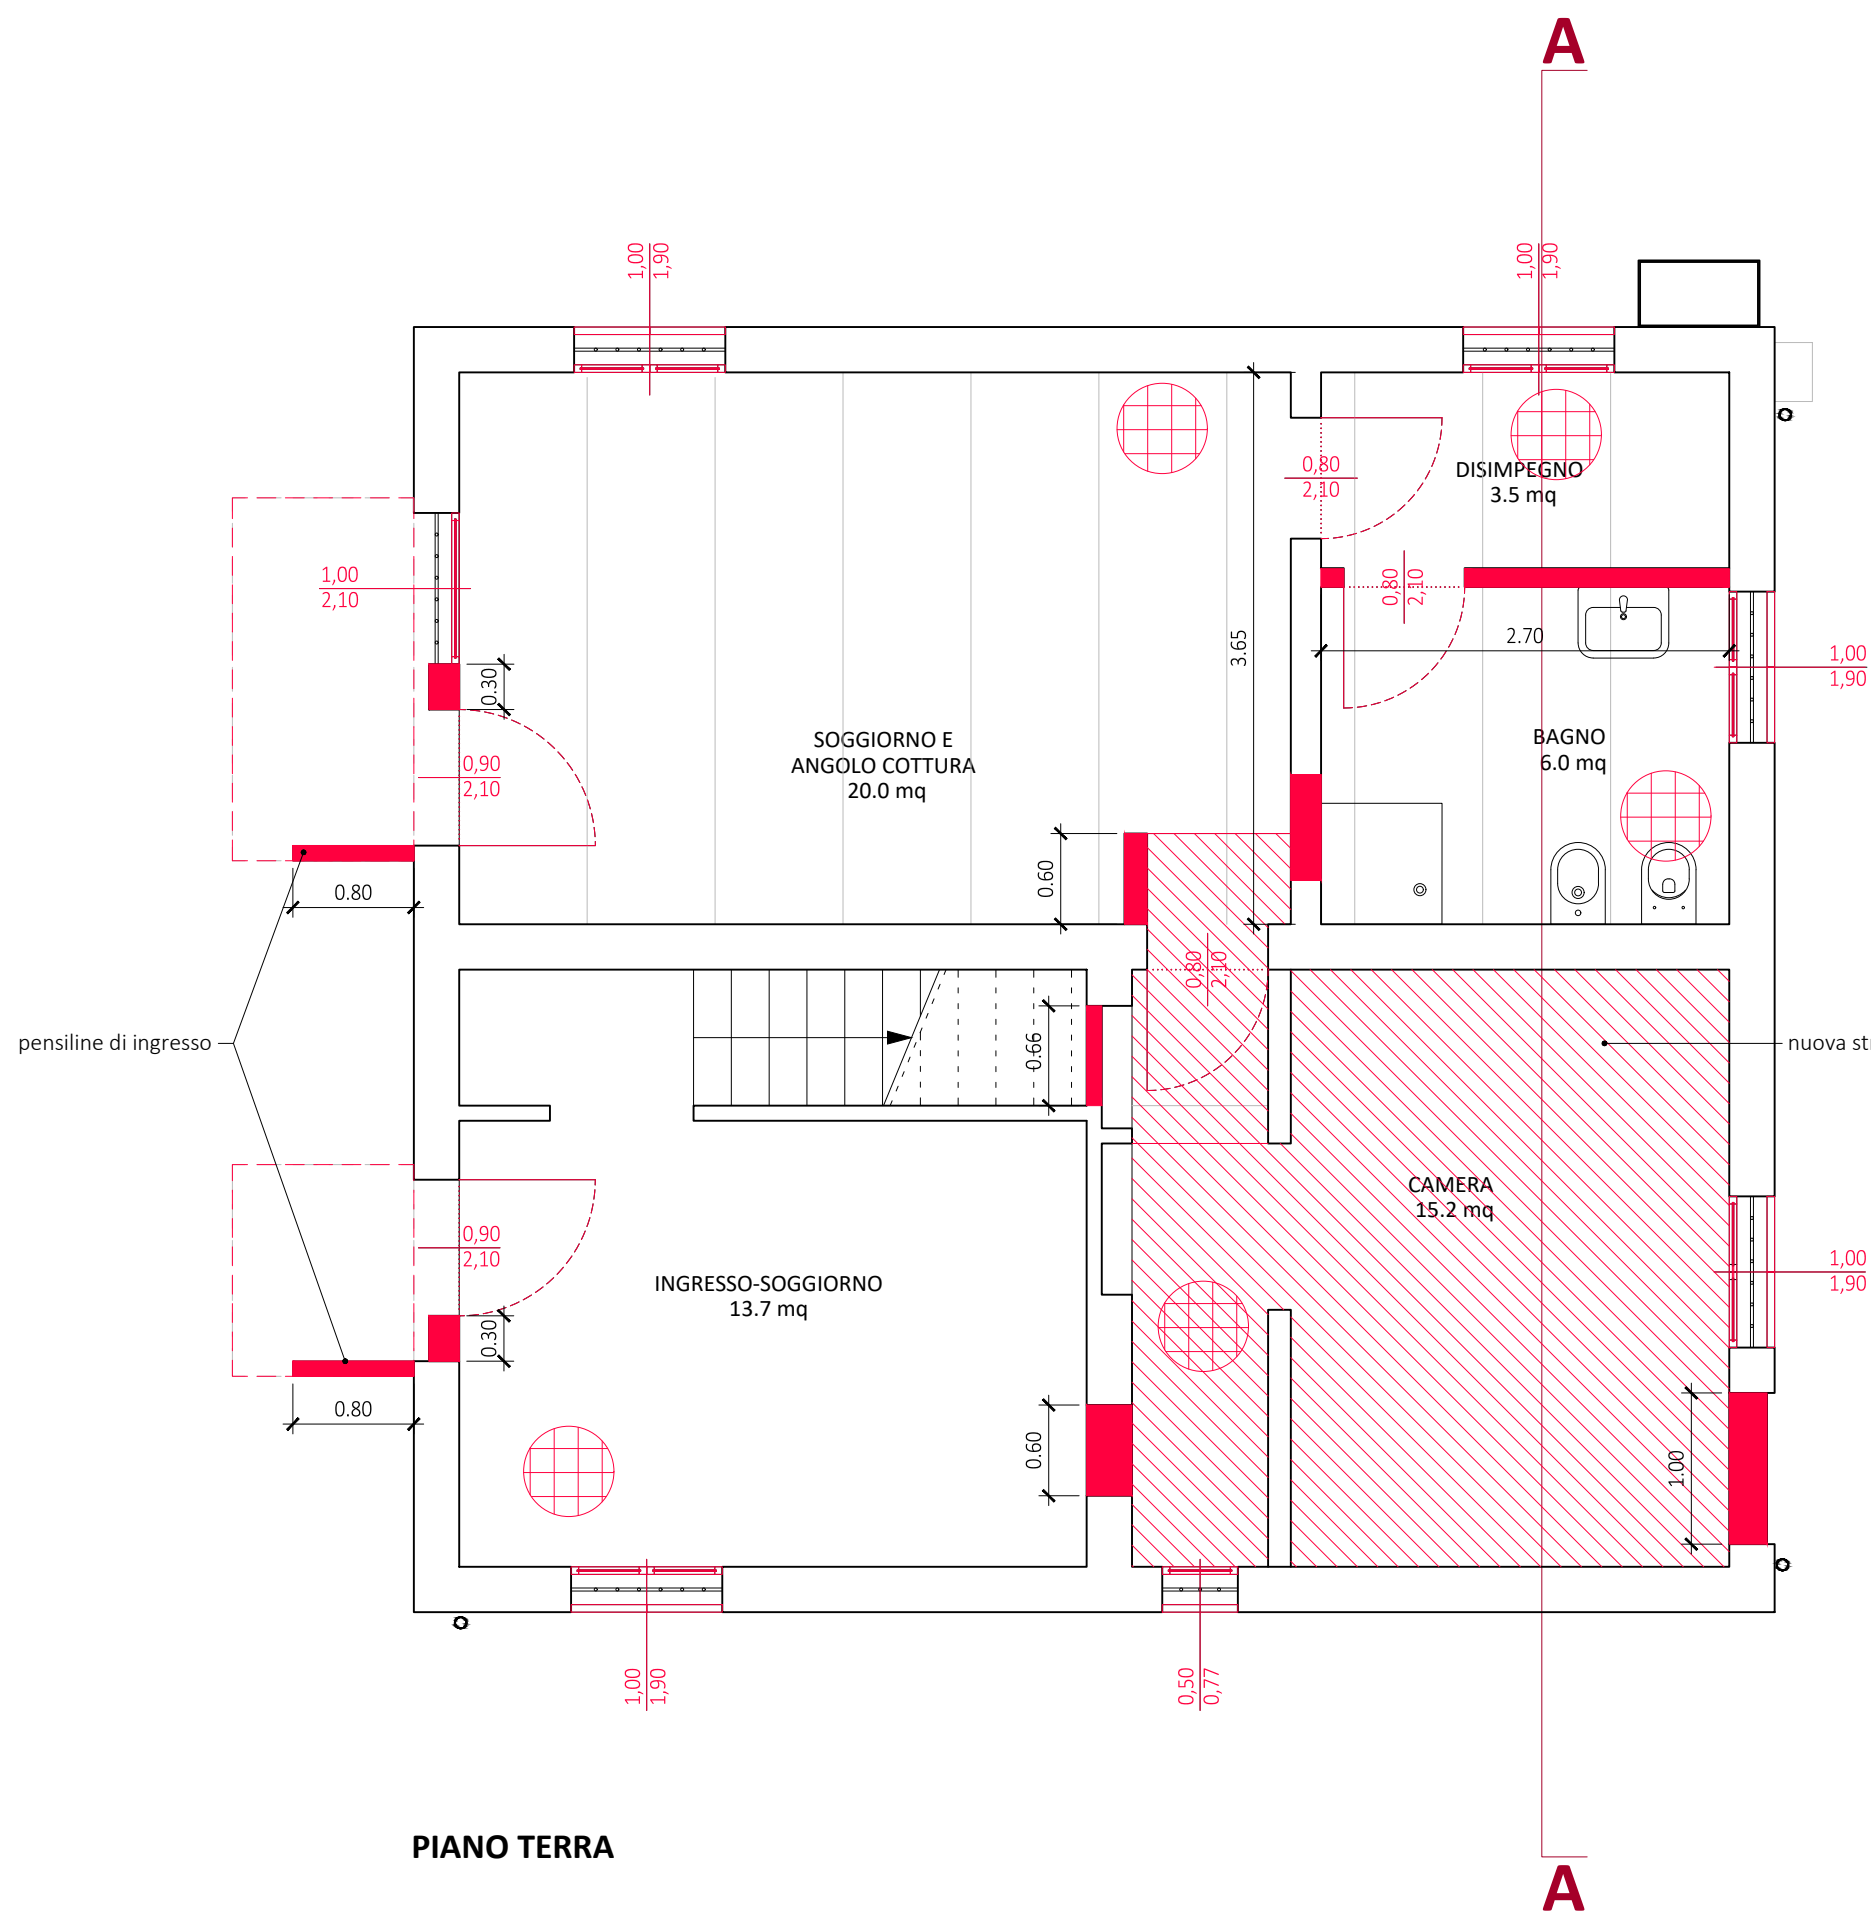 A
1,00
1,90
1,00
1,90
0,80
2,10
DISIMPEGNO
3.5 mq
1,00
2,10
0,80
2,10
0.30
3.65
2.70
1,00
1,90
SOGGIORNO E
ANGOLO COTTURA
20.0 mq
BAGNO
6.0 mq
0,90
2,10
0.60
0.80
0,80
2,10
pensiline di ingresso
0.66
nuova str
CAMERA
15.2 mq
0,90
2,10
INGRESSO-SOGGIORNO
13.7 mq
1,00
1,90
0.30
0.80
0.60
1.00
1,00
1,90
0,50
0,77
PIANO TERRA
A